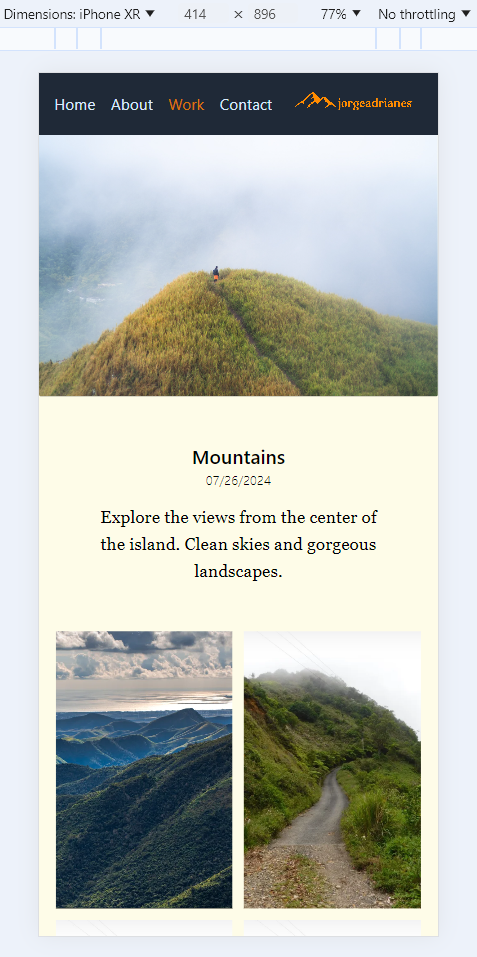 Dimensions: iPhone XR ▼ 414 × 896 77% ▼ No throttling ▼
Home About Work Contact jorgeadrianes
Mountains
07/26/2024
Explore the views from the center of
the island. Clean skies and gorgeous
landscapes.